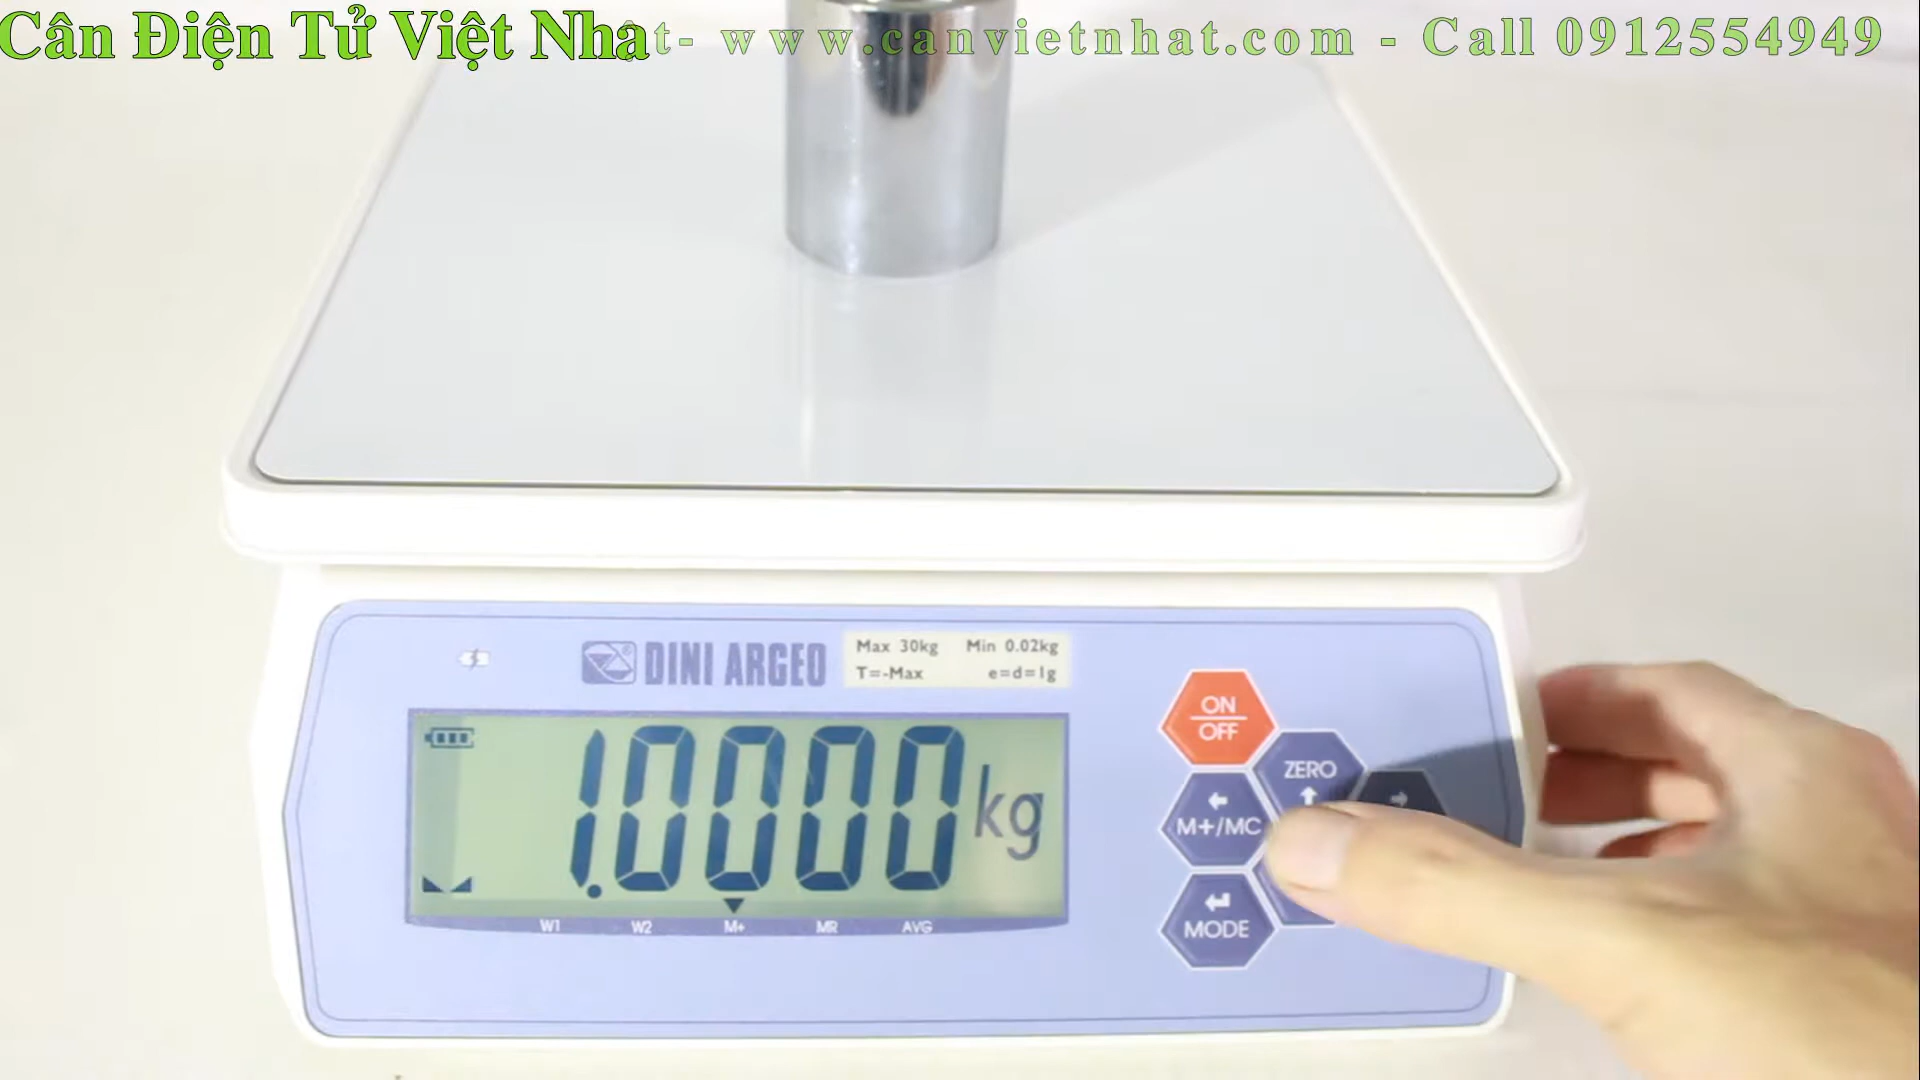 Cân Điện Tử Việt Nhật- www.canvietnhat.com - Call 0912554949
DINI ARGEO
Max 30kg Min 0.02kg
T=-Max e=d=1g
1.0000 kg
W1 W2 M+ MR AVG
ON
OFF
ZERO
M+/MC
MODE